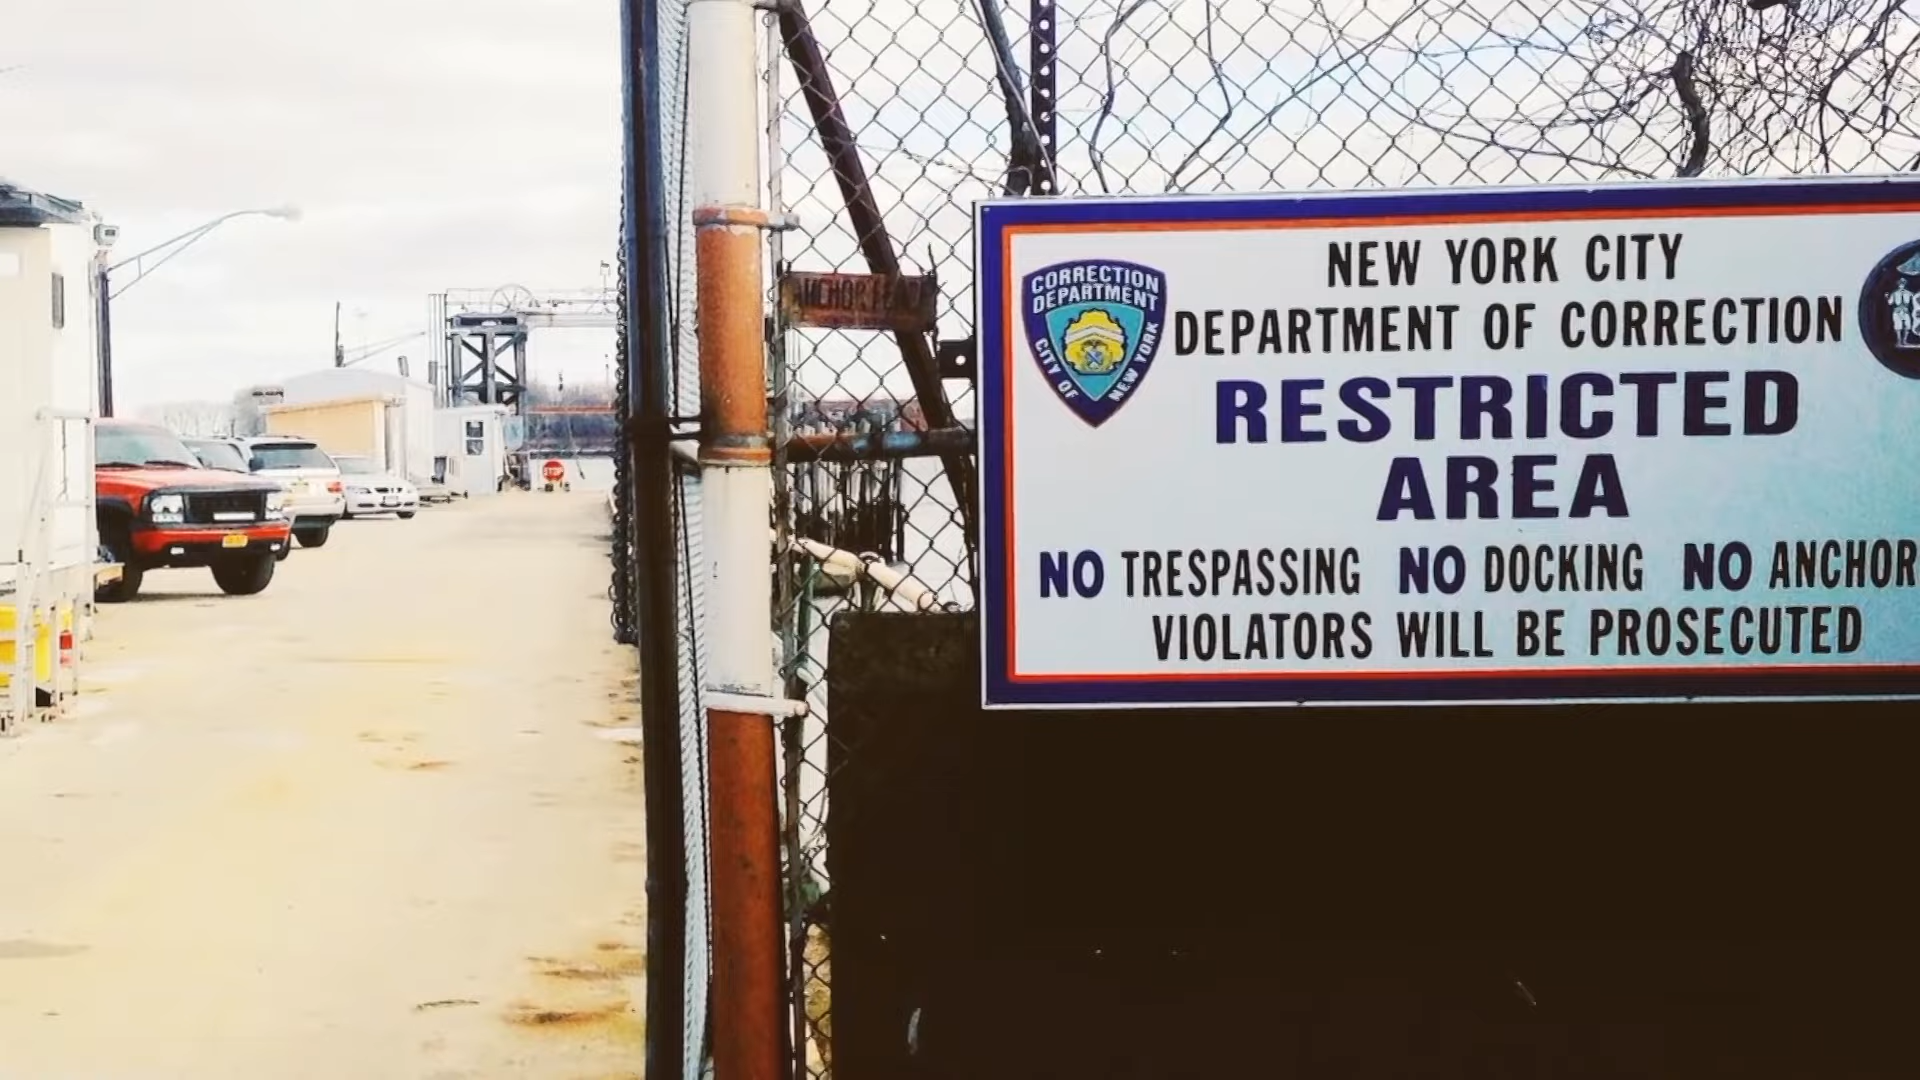 NEW YORK CITY
CORRECTION
DEPARTMENT
CITY OF NEW YORK
DEPARTMENT OF CORRECTION
RESTRICTED
AREA
NO TRESPASSING NO DOCKING NO ANCHOR
VIOLATORS WILL BE PROSECUTED
STOP